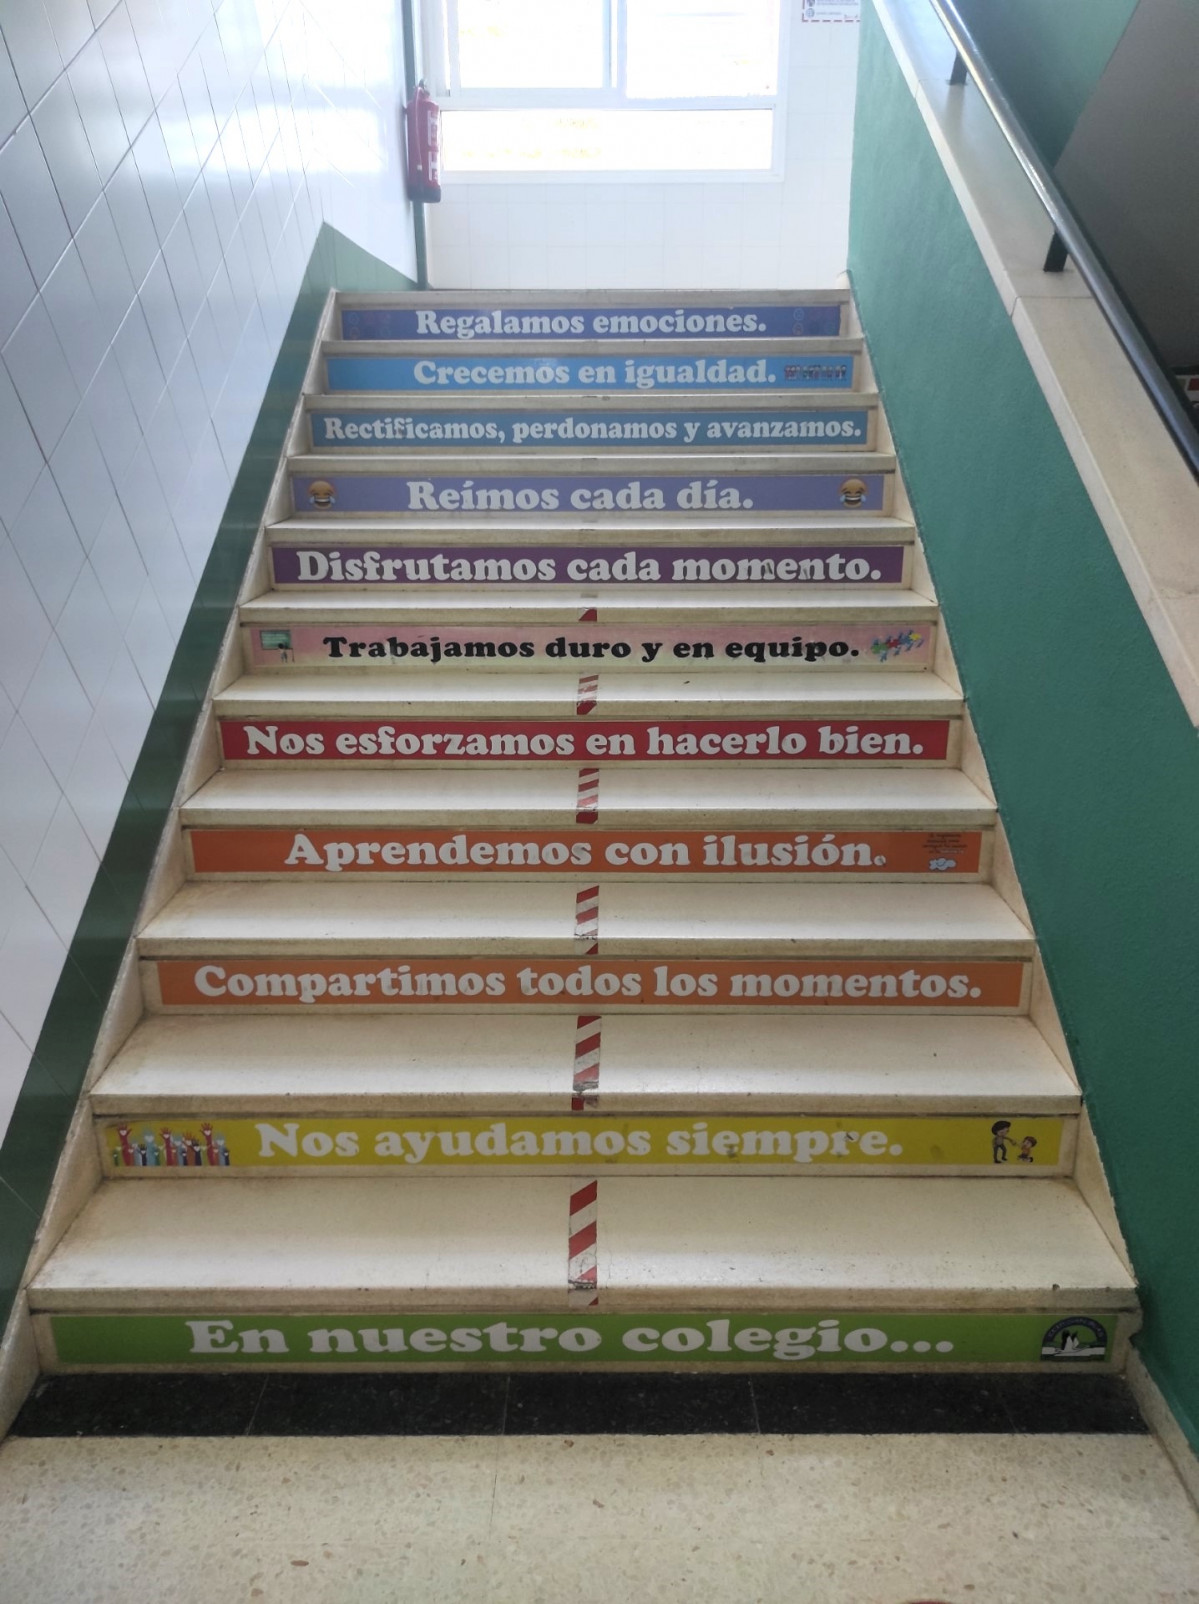 Regalamos emociones.
Crecemos en igualdad.
Rectificamos, perdonamos y avanzamos.
Reímos cada día.
Disfrutamos cada momento.
Trabajamos duro y en equipo.
Nos esforzamos en hacerlo bien.
Aprendemos con ilusión.
Compartimos todos los momentos.
Nos ayudamos siempre.
En nuestro colegio...